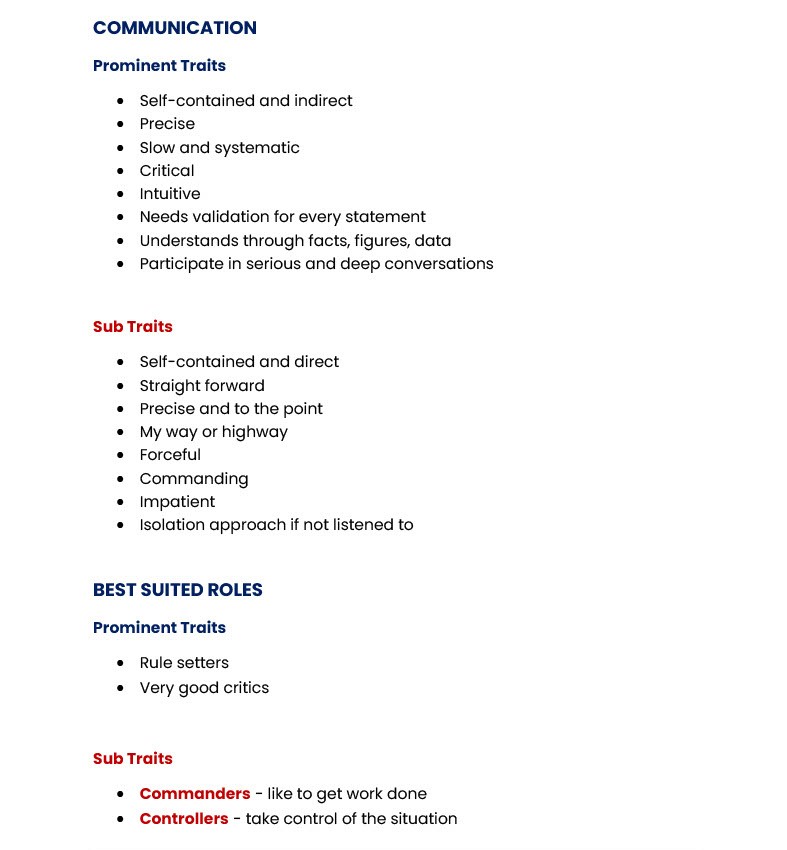 COMMUNICATION
Prominent Traits
• Self-contained and indirect
• Precise
• Slow and systematic
• Critical
• Intuitive
• Needs validation for every statement
• Understands through facts, figures, data
• Participate in serious and deep conversations
Sub Traits
• Self-contained and direct
• Straight forward
• Precise and to the point
• My way or highway
• Forceful
• Commanding
• Impatient
• Isolation approach if not listened to
BEST SUITED ROLES
Prominent Traits
• Rule setters
• Very good critics
Sub Traits
• Commanders - like to get work done
• Controllers - take control of the situation